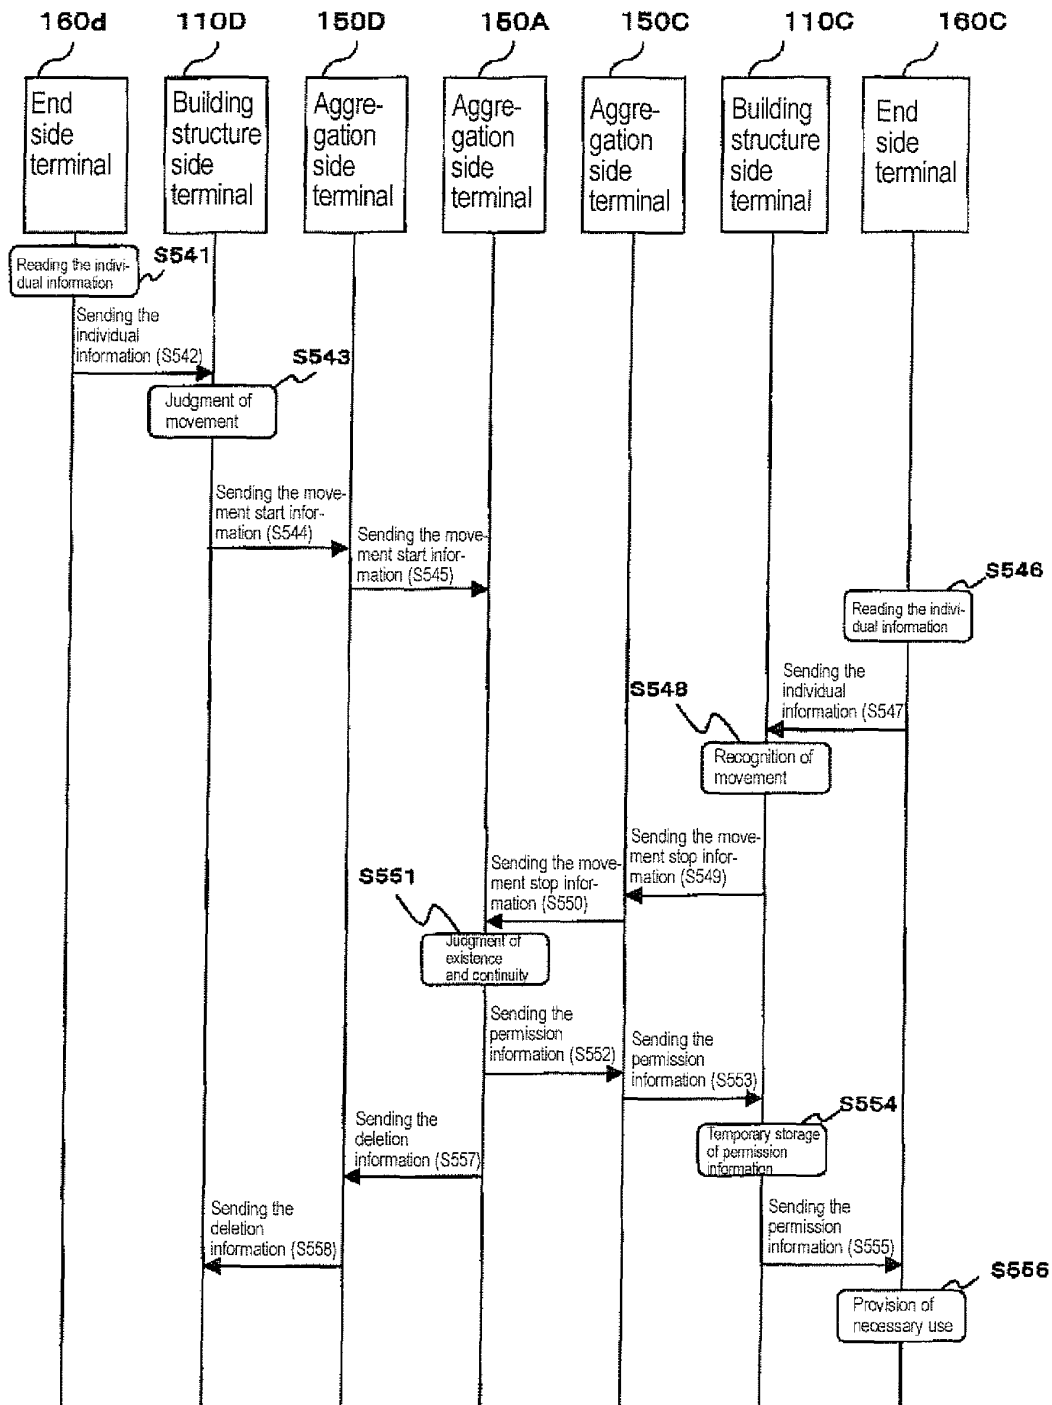 160d
110D
150D
150A
150C
110C
160C
End
side
terminal
Building
structure
side
terminal
Aggre-
gation
side
terminal
Aggre-
gation
side
terminal
Aggre-
gation
side
terminal
Building
structure
side
terminal
End
side
terminal
S541
Reading the indivi-
dual information
Sending the
individual
information (S542)
S543
Judgment of
movement
Sending the move-
ment start infor-
mation (S544)
Sending the move-
ment start infor-
mation (S545)
S546
Reading the indivi-
dual information
Sending the
individual
information (S547
S548
Recognition of
movement
Sending the move-
ment stop infor-
mation (S549)
Sending the move-
ment stop infor-
mation (S550)
S551
Judgment of
existence
and continuity
Sending the
permission
information (S552)
Sending the
permission
information (S553)
S554
Temporary storage
of permission
information
Sending the
deletion
information (S557)
Sending the
permission
information (S555)
Sending the
deletion
information (S558)
S556
Provision of
necessary use